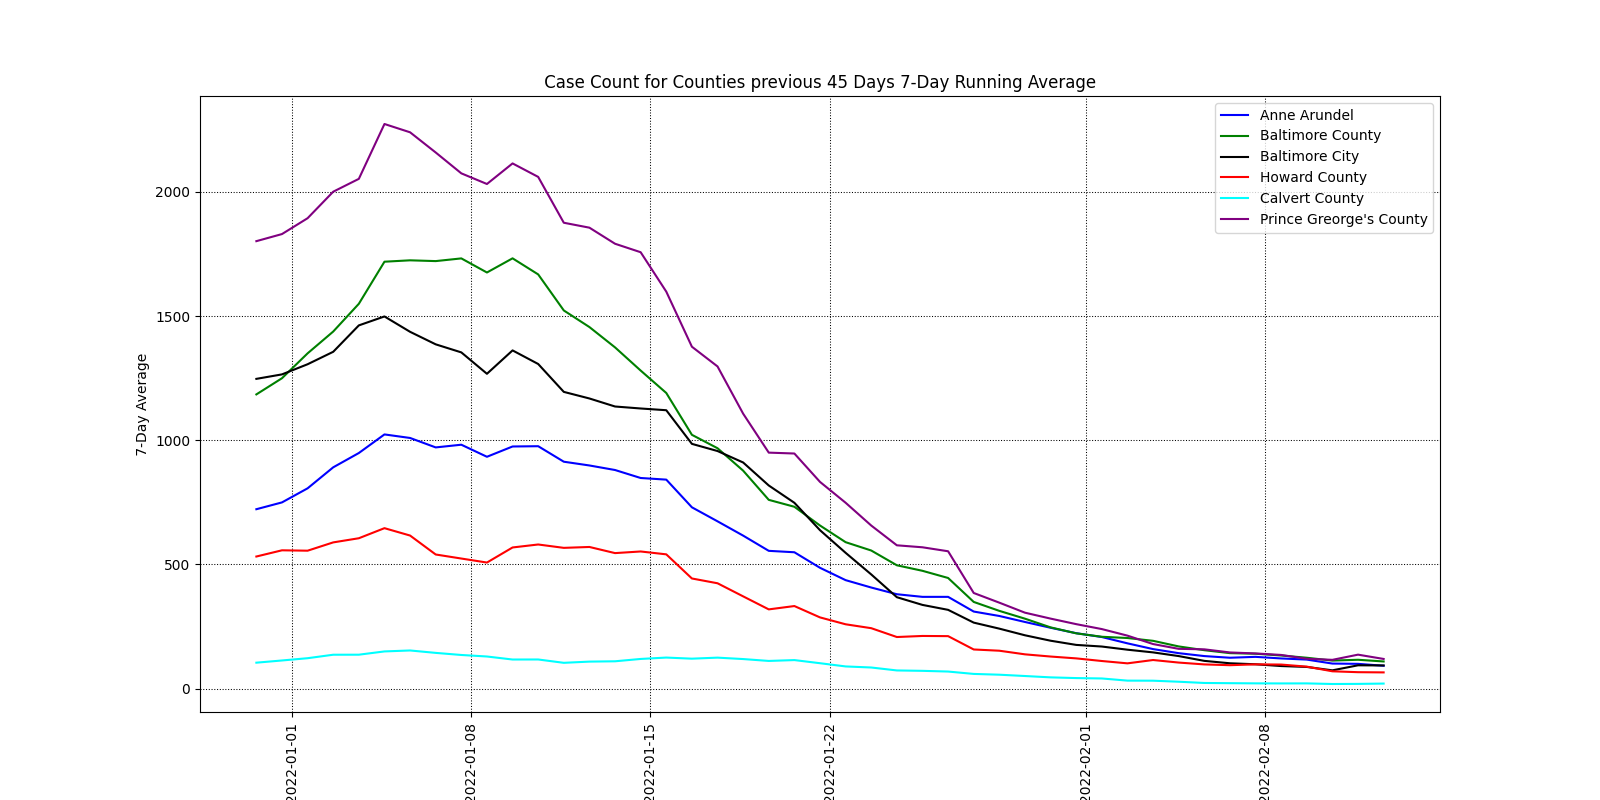 Case Count for Counties previous 45 Days 7-Day Running Average
Anne Arundel
Baltimore County
Baltimore City
Howard County
Calvert County
Prince Greorge's County
7-Day Average
2000
1500
1000
500
0
2022-01-01
2022-01-08
2022-01-15
2022-01-22
2022-02-01
2022-02-08